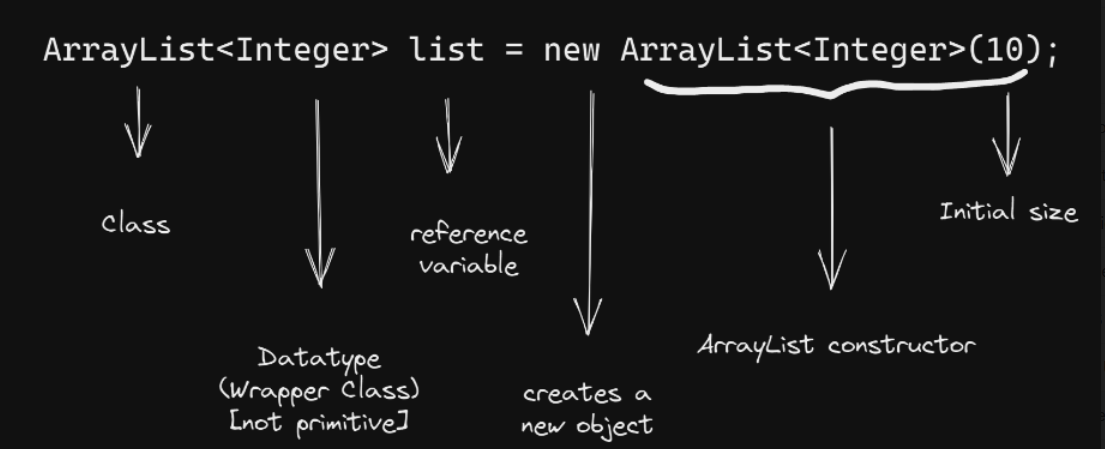 ArrayList<Integer> list = new ArrayList<Integer>(10);
Class
Datatype
(Wrapper Class)
[not primitive]
reference
variable
creates a
new object
ArrayList constructor
Initial size